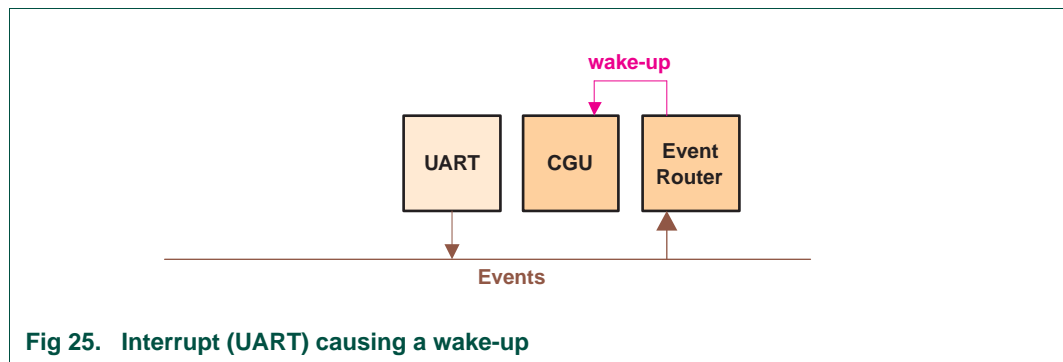 wake-up
UART
CGU
Event
Router
Events
Fig 25. Interrupt (UART) causing a wake-up